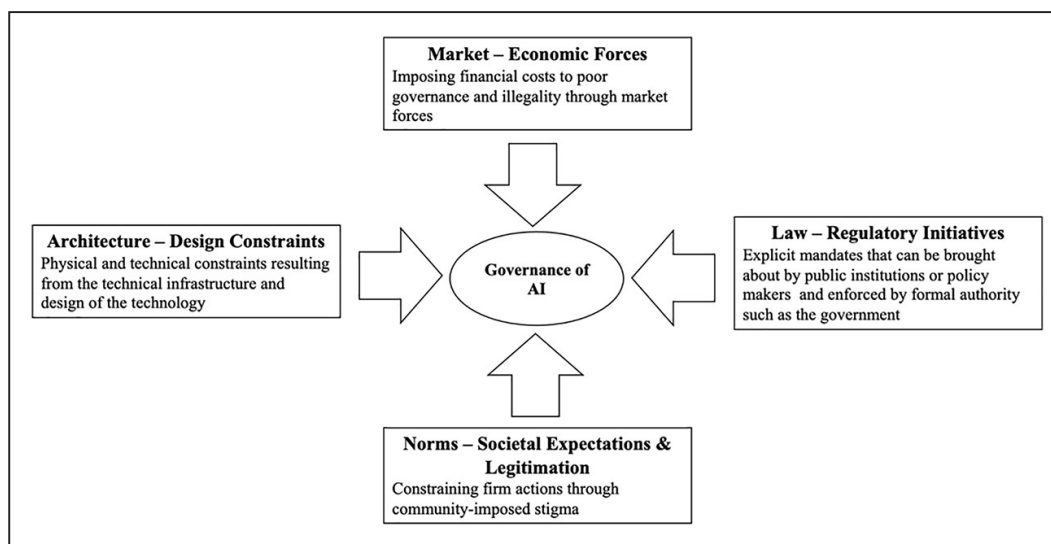 Market – Economic Forces
Imposing financial costs to poor
governance and illegality through market
forces
Architecture – Design Constraints
Physical and technical constraints resulting
from the technical infrastructure and
design of the technology
Governance of
AI
Law – Regulatory Initiatives
Explicit mandates that can be brought
about by public institutions or policy
makers and enforced by formal authority
such as the government
Norms – Societal Expectations &
Legitimation
Constraining firm actions through
community-imposed stigma